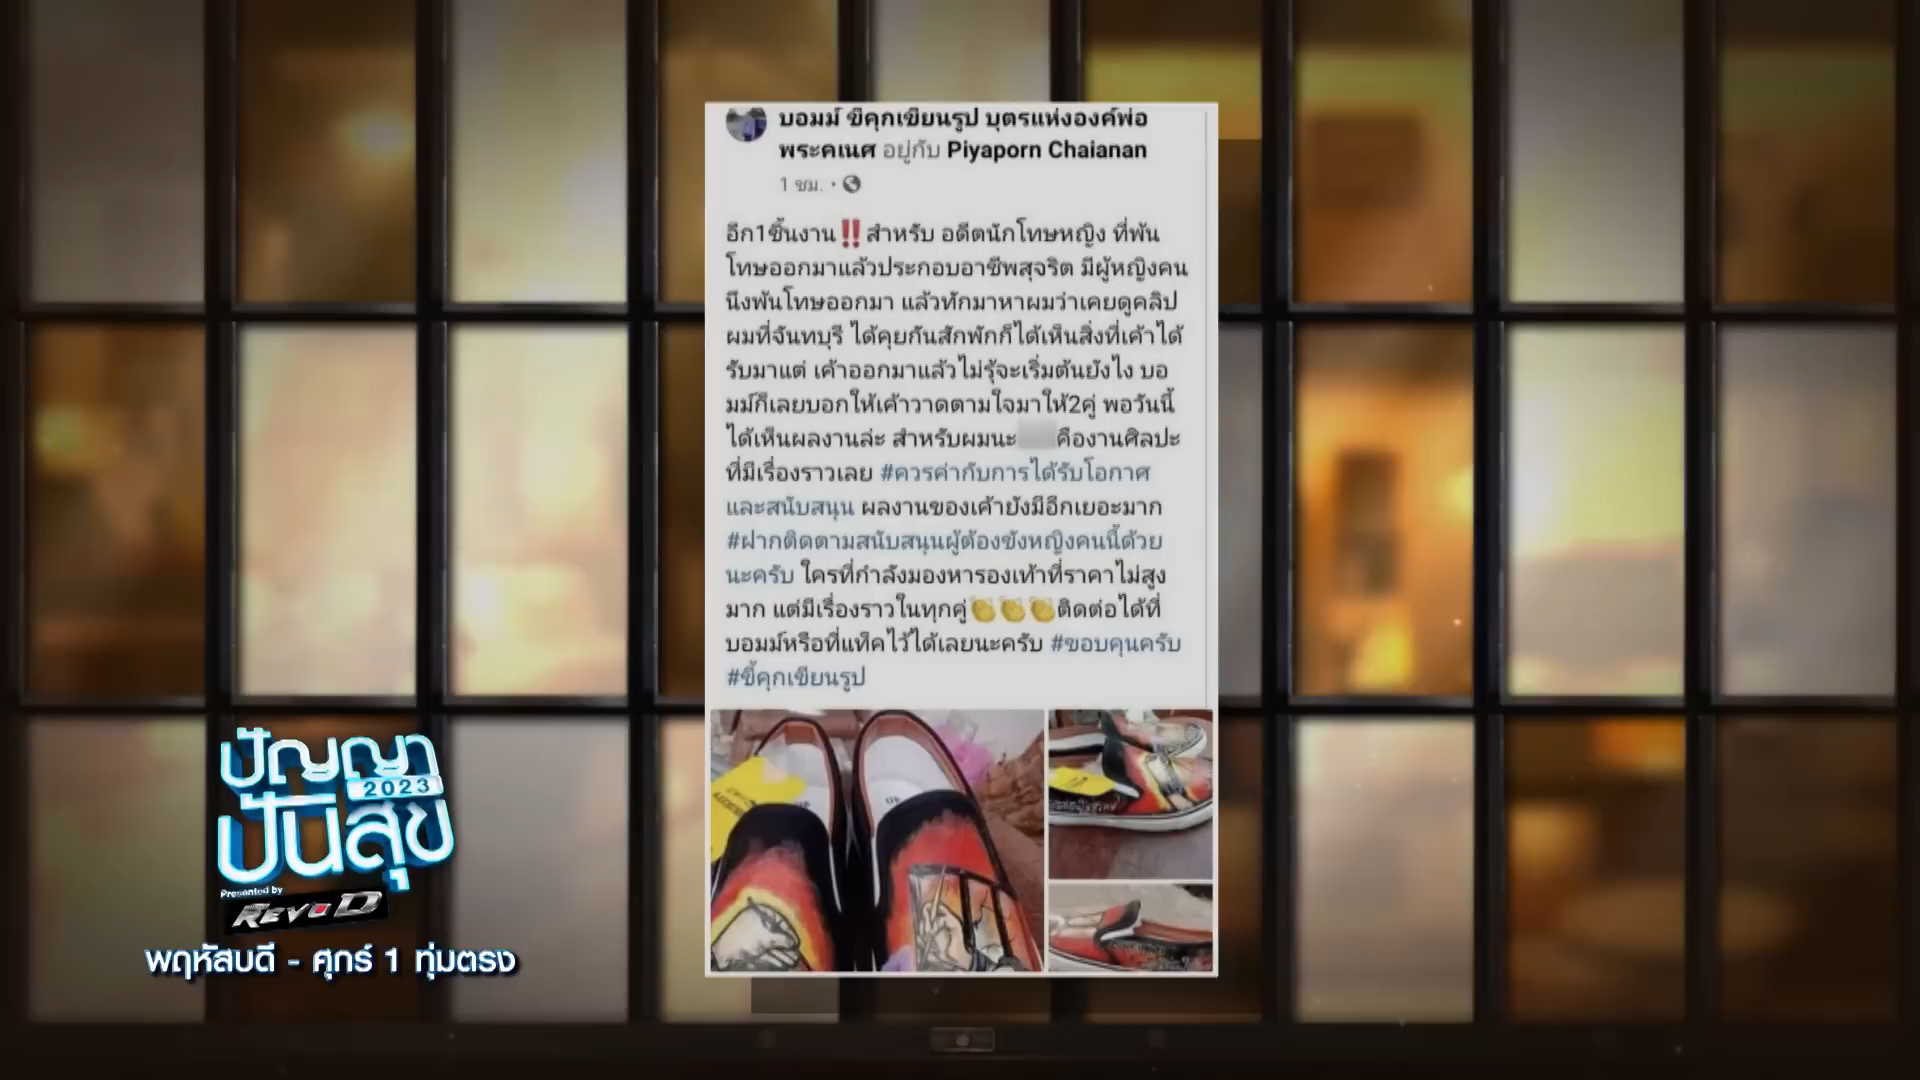 บอมม์ ขี้คุกเขียนรูป บุตรแห่งองค์พ่อ
พระคเนศ อยู่กับ Piyaporn Chaianan
1 ชม. ·
อีก1ชิ้นงาน‼️สำหรับ อดีตนักโทษหญิง ที่พ้น
โทษออกมาแล้วประกอบอาชีพสุจริต มีผู้หญิงคน
นึงพ้นโทษออกมา แล้วทักมาหาผมว่าเคยดูคลิป
ผมที่จันทบุรี ได้คุยกันสักพักก็ได้เห็นสิ่งที่เค้าได้
รับมาแต่ เค้าออกมาแล้วไม่รุ้จะเริ่มต้นยังไง บอ
มม์ก็เลยบอกให้เค้าวาดตามใจมาให้2คู่ พอวันนี้
ได้เห็นผลงานล่ะ สำหรับผมนะ คืองานศิลปะ
ที่มีเรื่องราวเลย #ควรค่ากับการได้รับโอกาศ
และสนับสนุน ผลงานของเค้ายังมีอีกเยอะมาก
#ฝากติดตามสนับสนุนผู้ต้องขังหญิงคนนี้ด้วย
นะครับ ใครที่กำลังมองหารองเท้าที่ราคาไม่สูง
มาก แต่มีเรื่องราวในทุกคู่👏👏👏ติดต่อได้ที่
บอมม์หรือที่แท็คไว้ได้เลยนะครับ #ขอบคุนครับ
#ขี้คุกเขียนรูป
ปัญญา
2023
ปันสุข
Presented by
REVO D
พฤหัสบดี - ศุกร์ 1 ทุ่มตรง